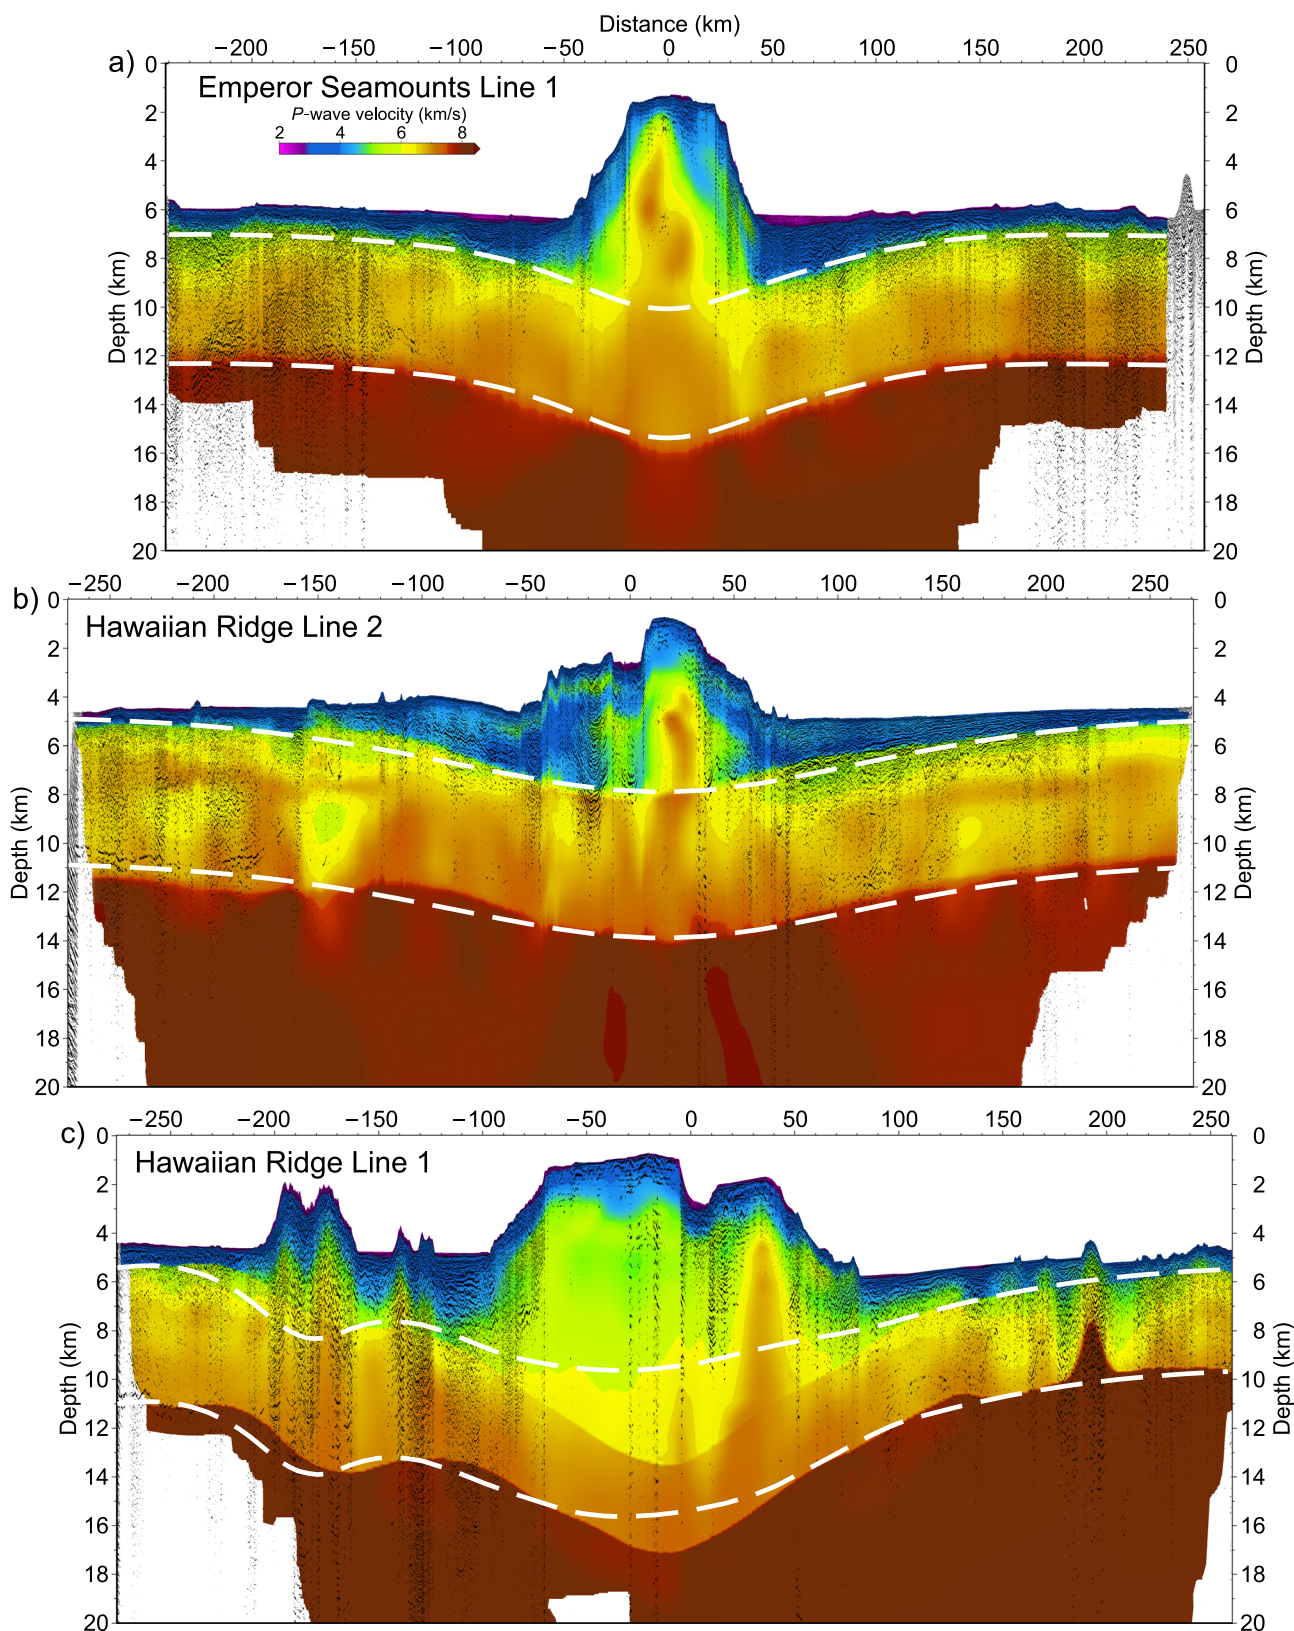 Distance (km)
−200 −150 −100 −50 0 50 100 150 200 250
a)
Emperor Seamounts Line 1
P-wave velocity (km/s)
2 4 6 8
0 2 4 6 8 10 12 14 16 18 20
Depth (km)
0 2 4 6 8 10 12 14 16 18 20
Depth (km)
−250 −200 −150 −100 −50 0 50 100 150 200 250
b)
Hawaiian Ridge Line 2
0 2 4 6 8 10 12 14 16 18 20
Depth (km)
0 2 4 6 8 10 12 14 16 18 20
Depth (km)
−250 −200 −150 −100 −50 0 50 100 150 200 250
c)
Hawaiian Ridge Line 1
0 2 4 6 8 10 12 14 16 18 20
Depth (km)
0 2 4 6 8 10 12 14 16 18 20
Depth (km)